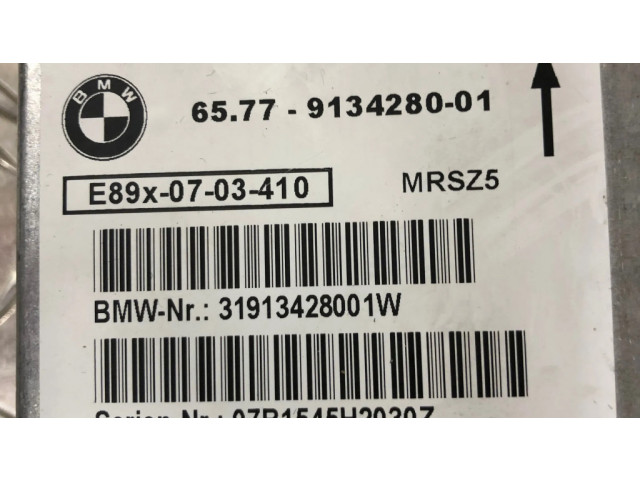 BMW
65.77 - 9134280-01
E89x-07-03-410
MRSZ5
BMW-Nr.: 31913428001W